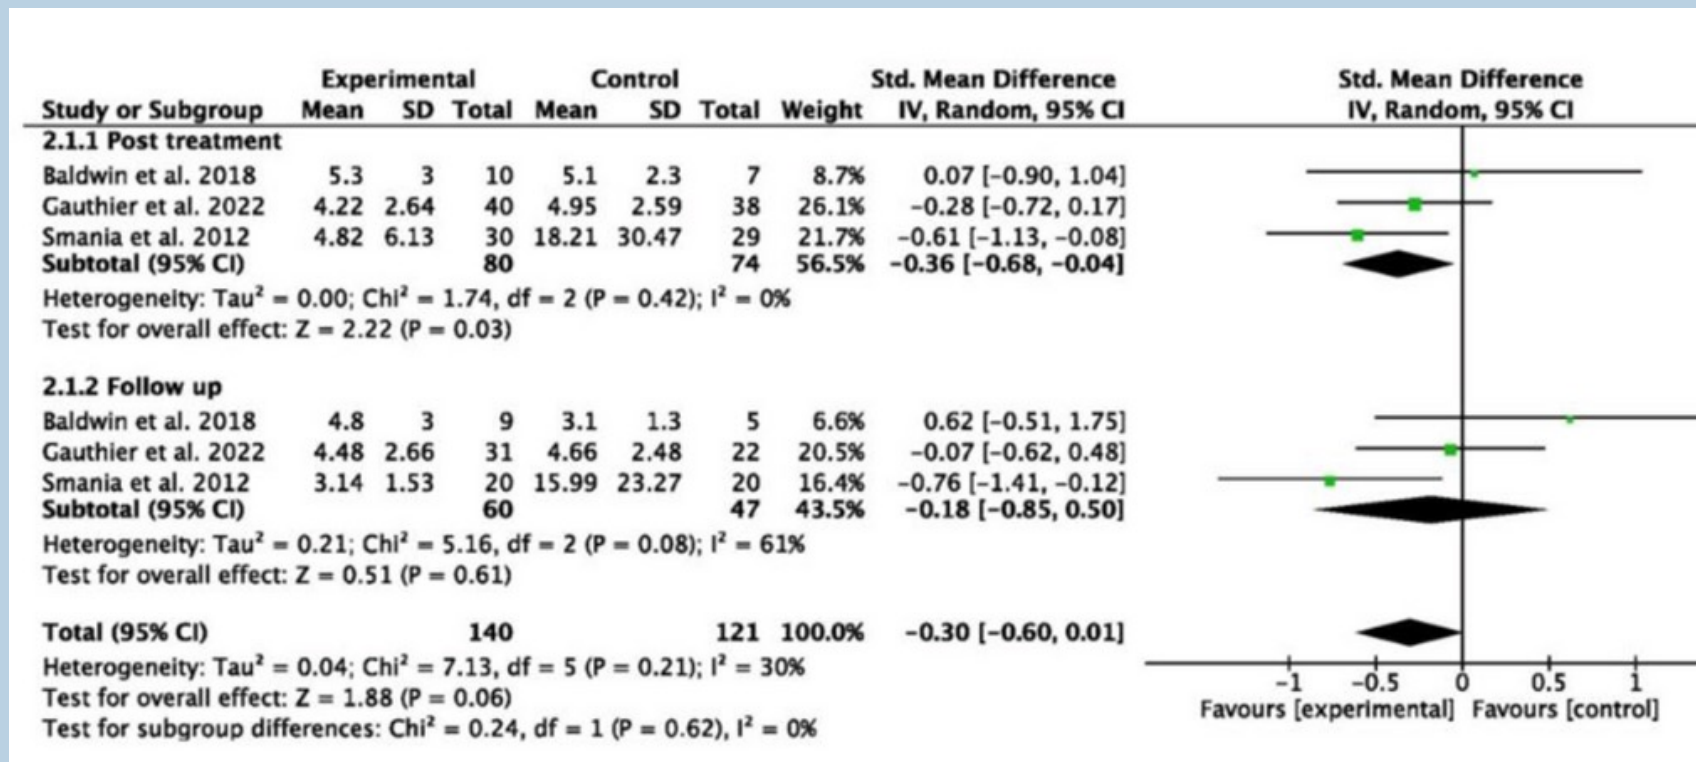 Experimental Control Std. Mean Difference Std. Mean Difference
Study or Subgroup Mean SD Total Mean SD Total Weight IV, Random, 95% CI IV, Random, 95% CI
2.1.1 Post treatment
Baldwin et al. 2018 5.3 3 10 5.1 2.3 7 8.7% 0.07 [−0.90, 1.04]
Gauthier et al. 2022 4.22 2.64 40 4.95 2.59 38 26.1% −0.28 [−0.72, 0.17]
Smania et al. 2012 4.82 6.13 30 18.21 30.47 29 21.7% −0.61 [−1.13, −0.08]
Subtotal (95% CI) 80 74 56.5% −0.36 [−0.68, −0.04]
Heterogeneity: Tau² = 0.00; Chi² = 1.74, df = 2 (P = 0.42); I² = 0%
Test for overall effect: Z = 2.22 (P = 0.03)
2.1.2 Follow up
Baldwin et al. 2018 4.8 3 9 3.1 1.3 5 6.6% 0.62 [−0.51, 1.75]
Gauthier et al. 2022 4.48 2.66 31 4.66 2.48 22 20.5% −0.07 [−0.62, 0.48]
Smania et al. 2012 3.14 1.53 20 15.99 23.27 20 16.4% −0.76 [−1.41, −0.12]
Subtotal (95% CI) 60 47 43.5% −0.18 [−0.85, 0.50]
Heterogeneity: Tau² = 0.21; Chi² = 5.16, df = 2 (P = 0.08); I² = 61%
Test for overall effect: Z = 0.51 (P = 0.61)
Total (95% CI) 140 121 100.0% −0.30 [−0.60, 0.01]
Heterogeneity: Tau² = 0.04; Chi² = 7.13, df = 5 (P = 0.21); I² = 30%
Test for overall effect: Z = 1.88 (P = 0.06)
Test for subgroup differences: Chi² = 0.24, df = 1 (P = 0.62), I² = 0%
−1 −0.5 0 0.5 1
Favours [experimental] Favours [control]